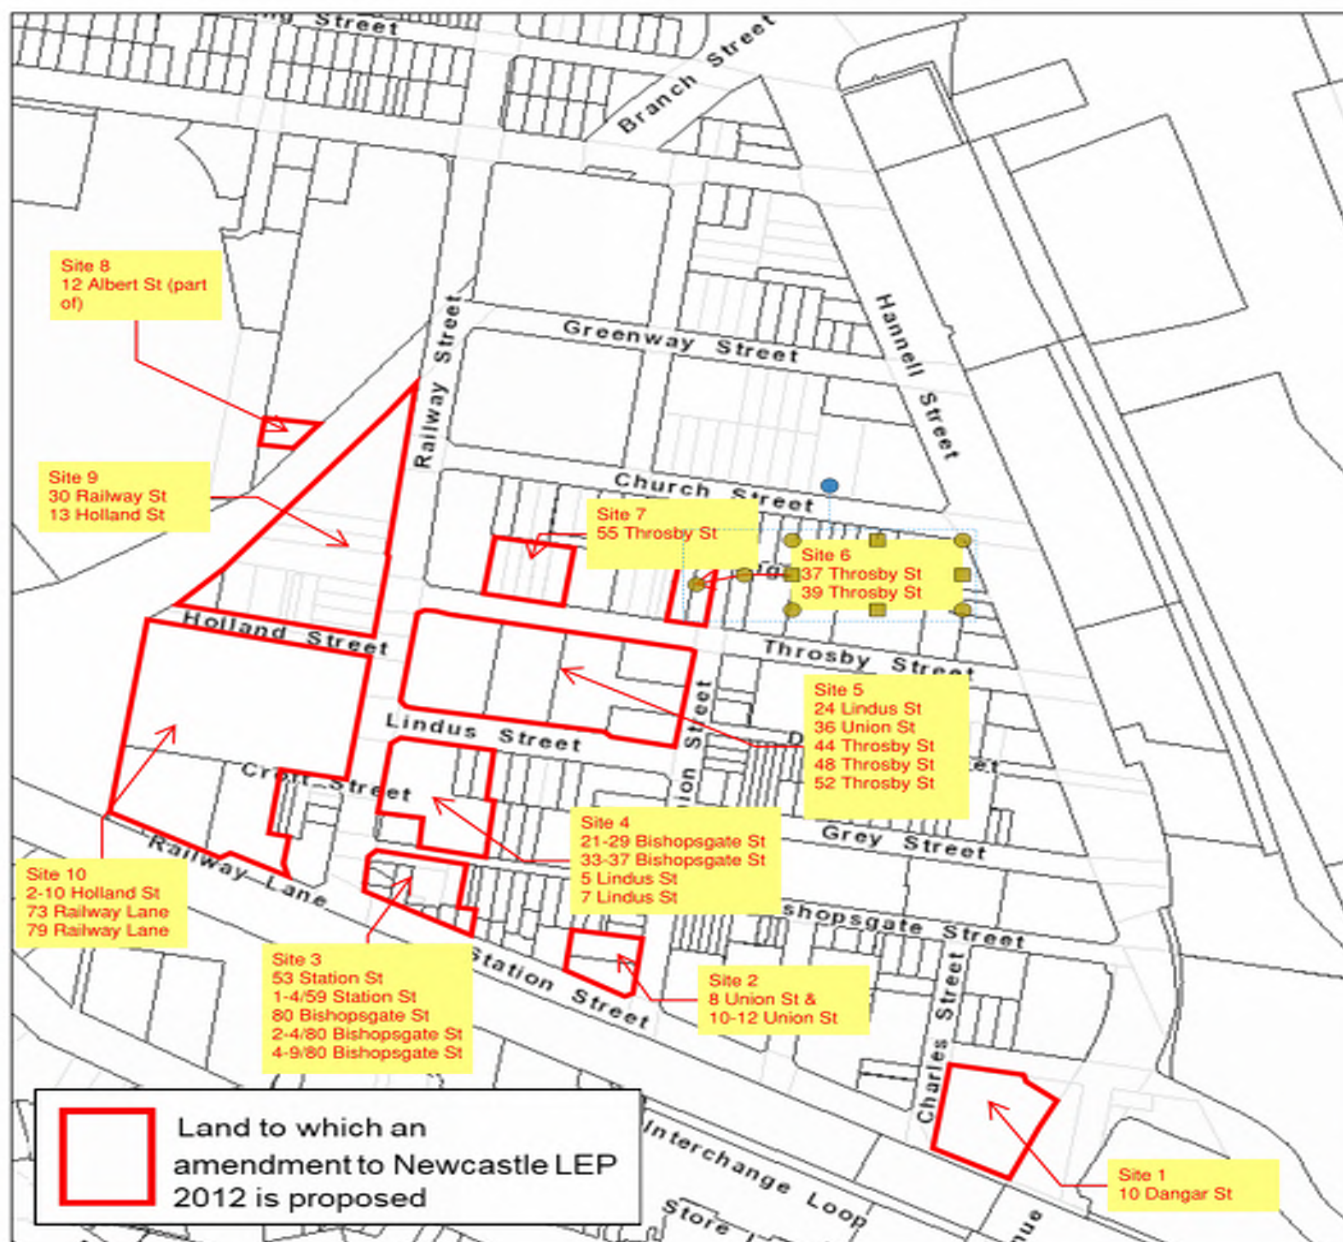 Street
Branch Street
Site 8
12 Albert St (part
of)
Railway Street
Greenway Street
Hannell Street
Site 9
30 Railway St
13 Holland St
Church Street
Site 7
55 Throsby St
Site 6
37 Throsby St
39 Throsby St
Holland Street
Throsby Street
Lindus Street
Site 5
24 Lindus St
36 Union St
44 Throsby St
48 Throsby St
52 Throsby St
Street
Croft Street
Site 4
21-29 Bishopsgate St
33-37 Bishopsgate St
5 Lindus St
7 Lindus St
Grey Street
Railway Lane
Site 10
2-10 Holland St
73 Railway Lane
79 Railway Lane
shopsgate Street
Site 3
53 Station St
1-4/59 Station St
80 Bishopsgate St
2-4/80 Bishopsgate St
4-9/80 Bishopsgate St
Station Street
Site 2
8 Union St &
10-12 Union St
Charles Street
Land to which an
amendment to Newcastle LEP
2012 is proposed
Interchange Loop
Store
Site 1
10 Dangar St